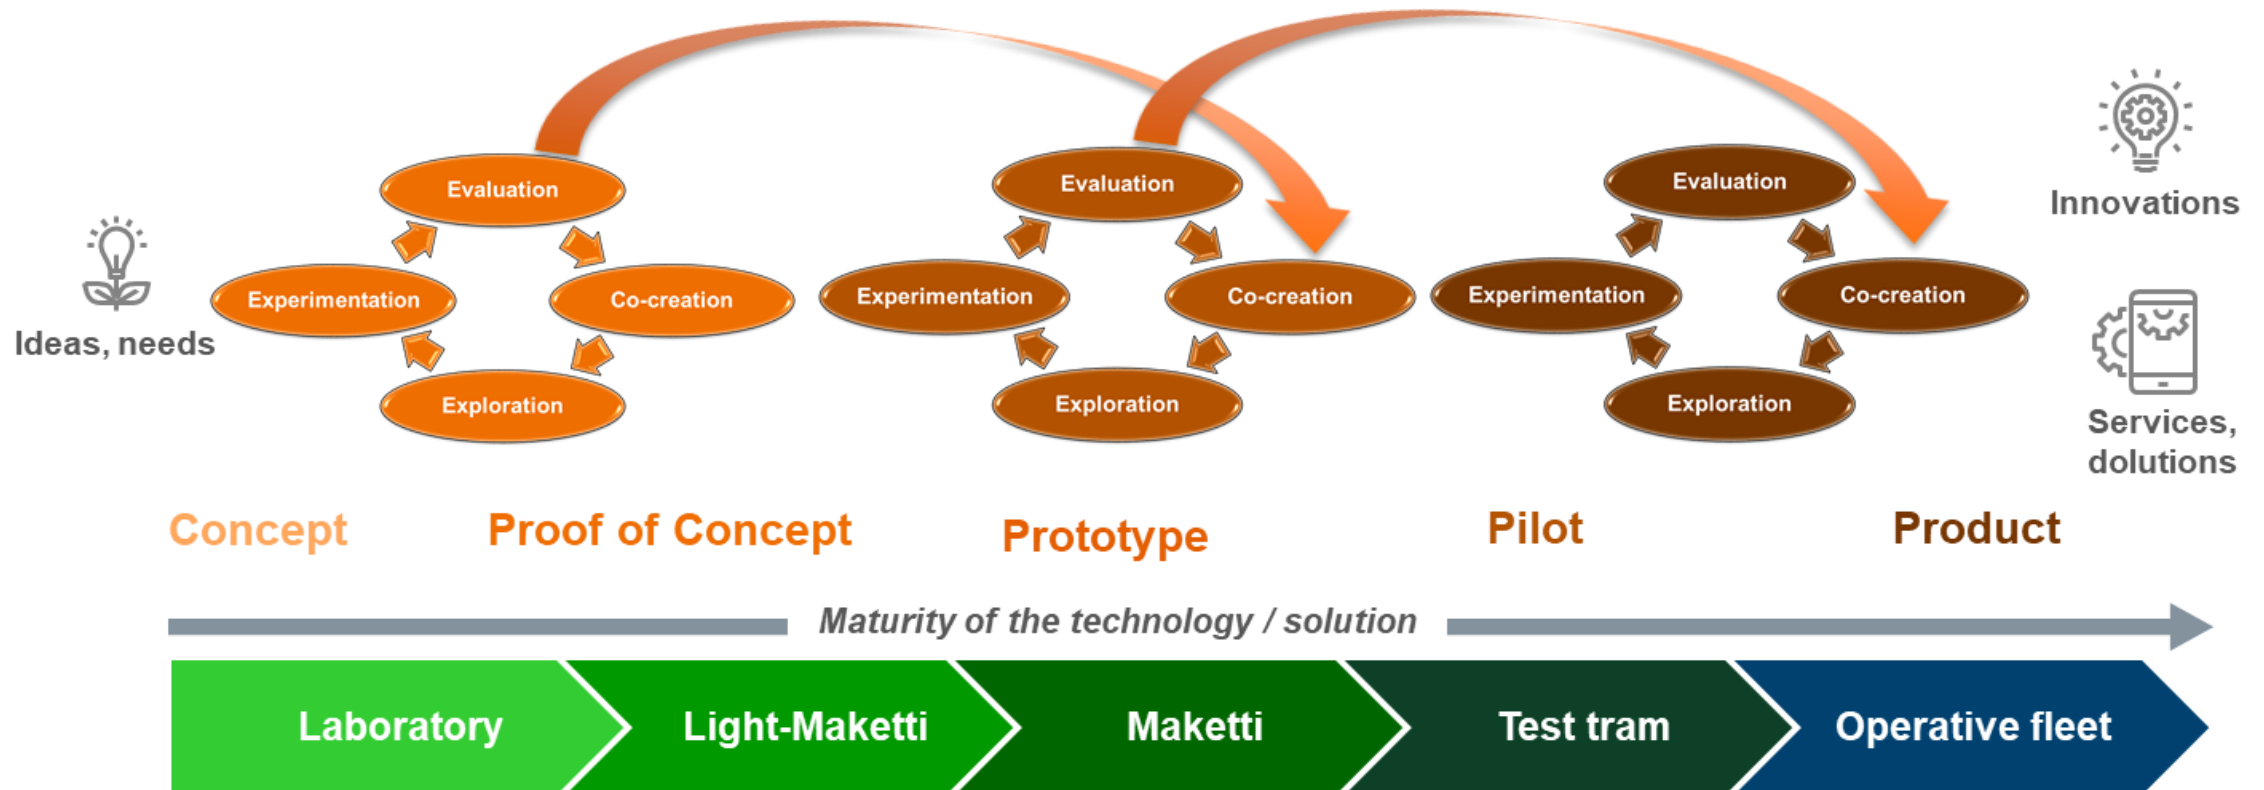 Evaluation
Experimentation
Co-creation
Exploration
Evaluation
Experimentation
Co-creation
Exploration
Evaluation
Experimentation
Co-creation
Exploration
Ideas, needs
Innovations
Services,
dolutions
Concept
Proof of Concept
Prototype
Pilot
Product
Maturity of the technology / solution
Laboratory
Light-Maketti
Maketti
Test tram
Operative fleet